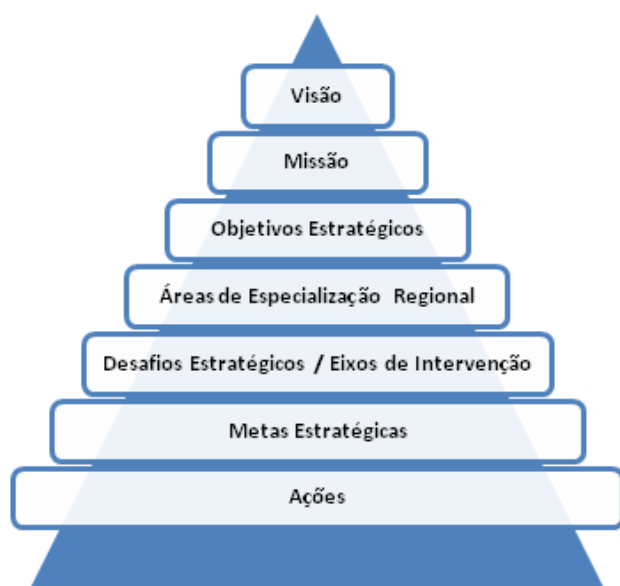 Visão
Missão
Objetivos Estratégicos
Áreas de Especialização Regional
Desafios Estratégicos / Eixos de Intervenção
Metas Estratégicas
Ações